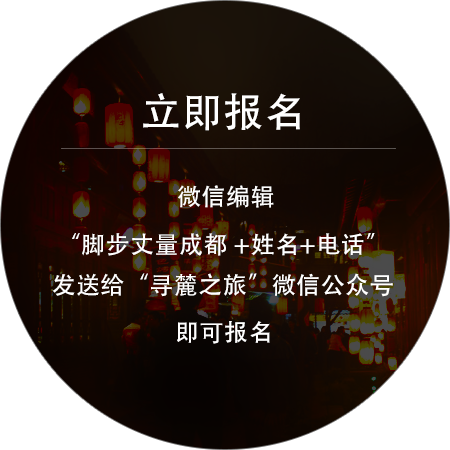 立即报名
微信编辑
“脚步丈量成都 +姓名+电话”
发送给“寻麓之旅”微信公众号
即可报名